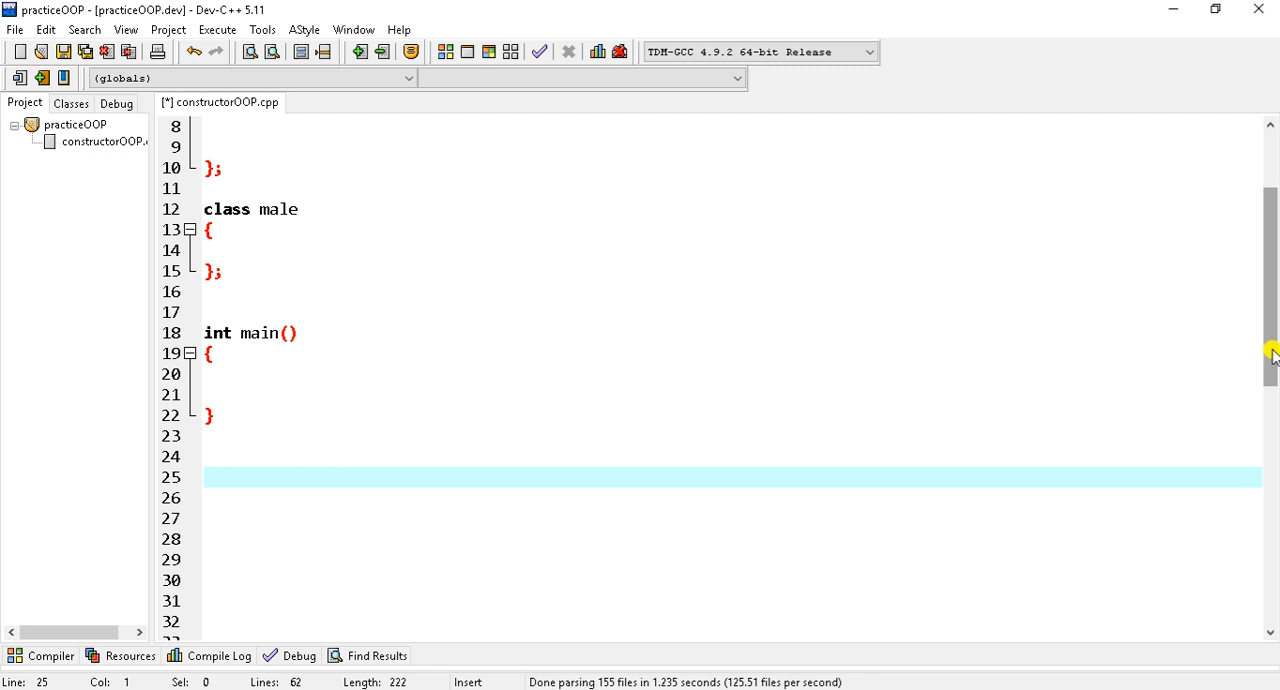 practiceOOP - [practiceOOP.dev] - Dev-C++ 5.11
File Edit Search View Project Execute Tools AStyle Window Help
TDM-GCC 4.9.2 64-bit Release
(globals)
Project Classes Debug [*] constructorOOP.cpp
practiceOOP
constructorOOP.
8
9
10 };
11
12 class male
13 {
14
15 };
16
17
18 int main()
19 {
20
21
22 }
23
24
25
26
27
28
29
30
31
32
Compiler Resources Compile Log Debug Find Results
Line: 25 Col: 1 Sel: 0 Lines: 62 Length: 222 Insert Done parsing 155 files in 1.235 seconds (125.51 files per second)